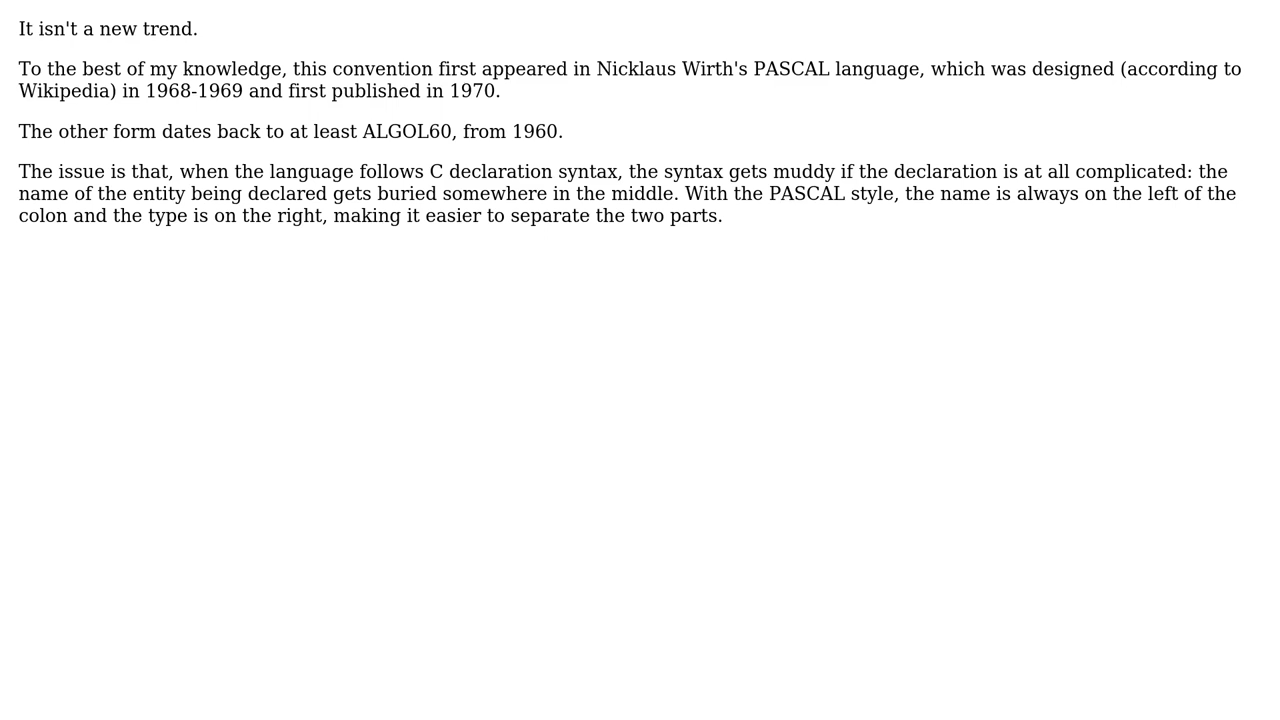 It isn't a new trend.
To the best of my knowledge, this convention first appeared in Nicklaus Wirth's PASCAL language, which was designed (according to
Wikipedia) in 1968-1969 and first published in 1970.
The other form dates back to at least ALGOL60, from 1960.
The issue is that, when the language follows C declaration syntax, the syntax gets muddy if the declaration is at all complicated: the
name of the entity being declared gets buried somewhere in the middle. With the PASCAL style, the name is always on the left of the
colon and the type is on the right, making it easier to separate the two parts.